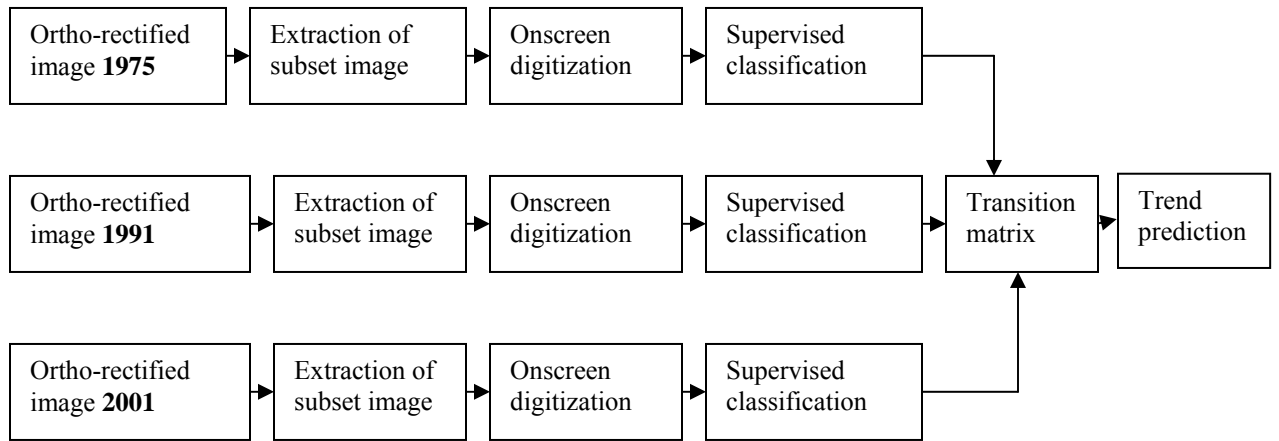 Ortho-rectified
image 1975
Extraction of
subset image
Onscreen
digitization
Supervised
classification
Ortho-rectified
image 1991
Extraction of
subset image
Onscreen
digitization
Supervised
classification
Transition
matrix
Trend
prediction
Ortho-rectified
image 2001
Extraction of
subset image
Onscreen
digitization
Supervised
classification